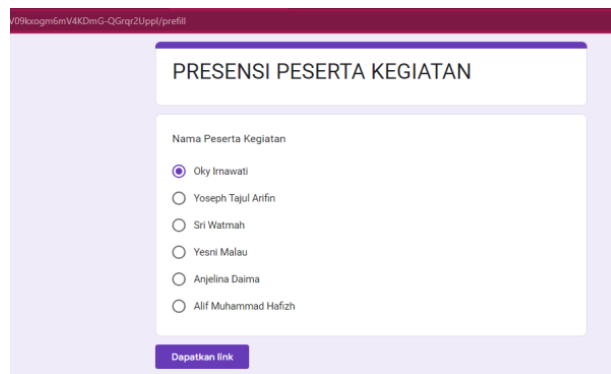 V09kxogm6mV4KDmG-QGrqr2UppI/prefill
PRESENSI PESERTA KEGIATAN
Nama Peserta Kegiatan
Oky Irnawati
Yoseph Tajul Arifin
Sri Watmah
Yesni Malau
Anjelina Daima
Alif Muhammad Hafizh
Dapatkan link